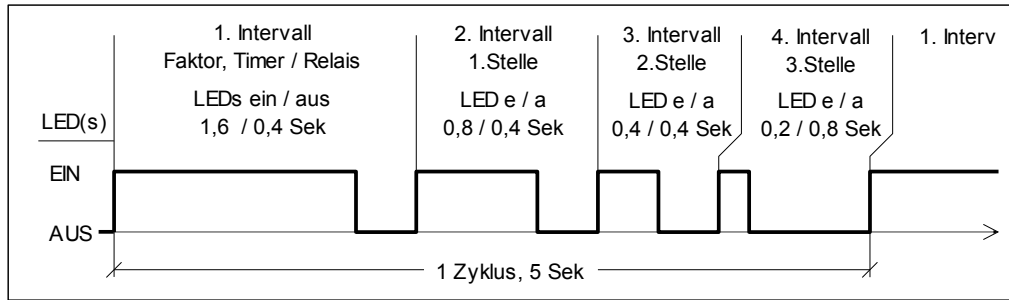 1. Intervall
Faktor, Timer / Relais
LEDs ein / aus
1,6 / 0,4 Sek
2. Intervall
1.Stelle
LED e / a
0,8 / 0,4 Sek
3. Intervall
2.Stelle
LED e / a
0,4 / 0,4 Sek
4. Intervall
3.Stelle
LED e / a
0,2 / 0,8 Sek
1. Interv
LED(s)
EIN
AUS
1 Zyklus, 5 Sek